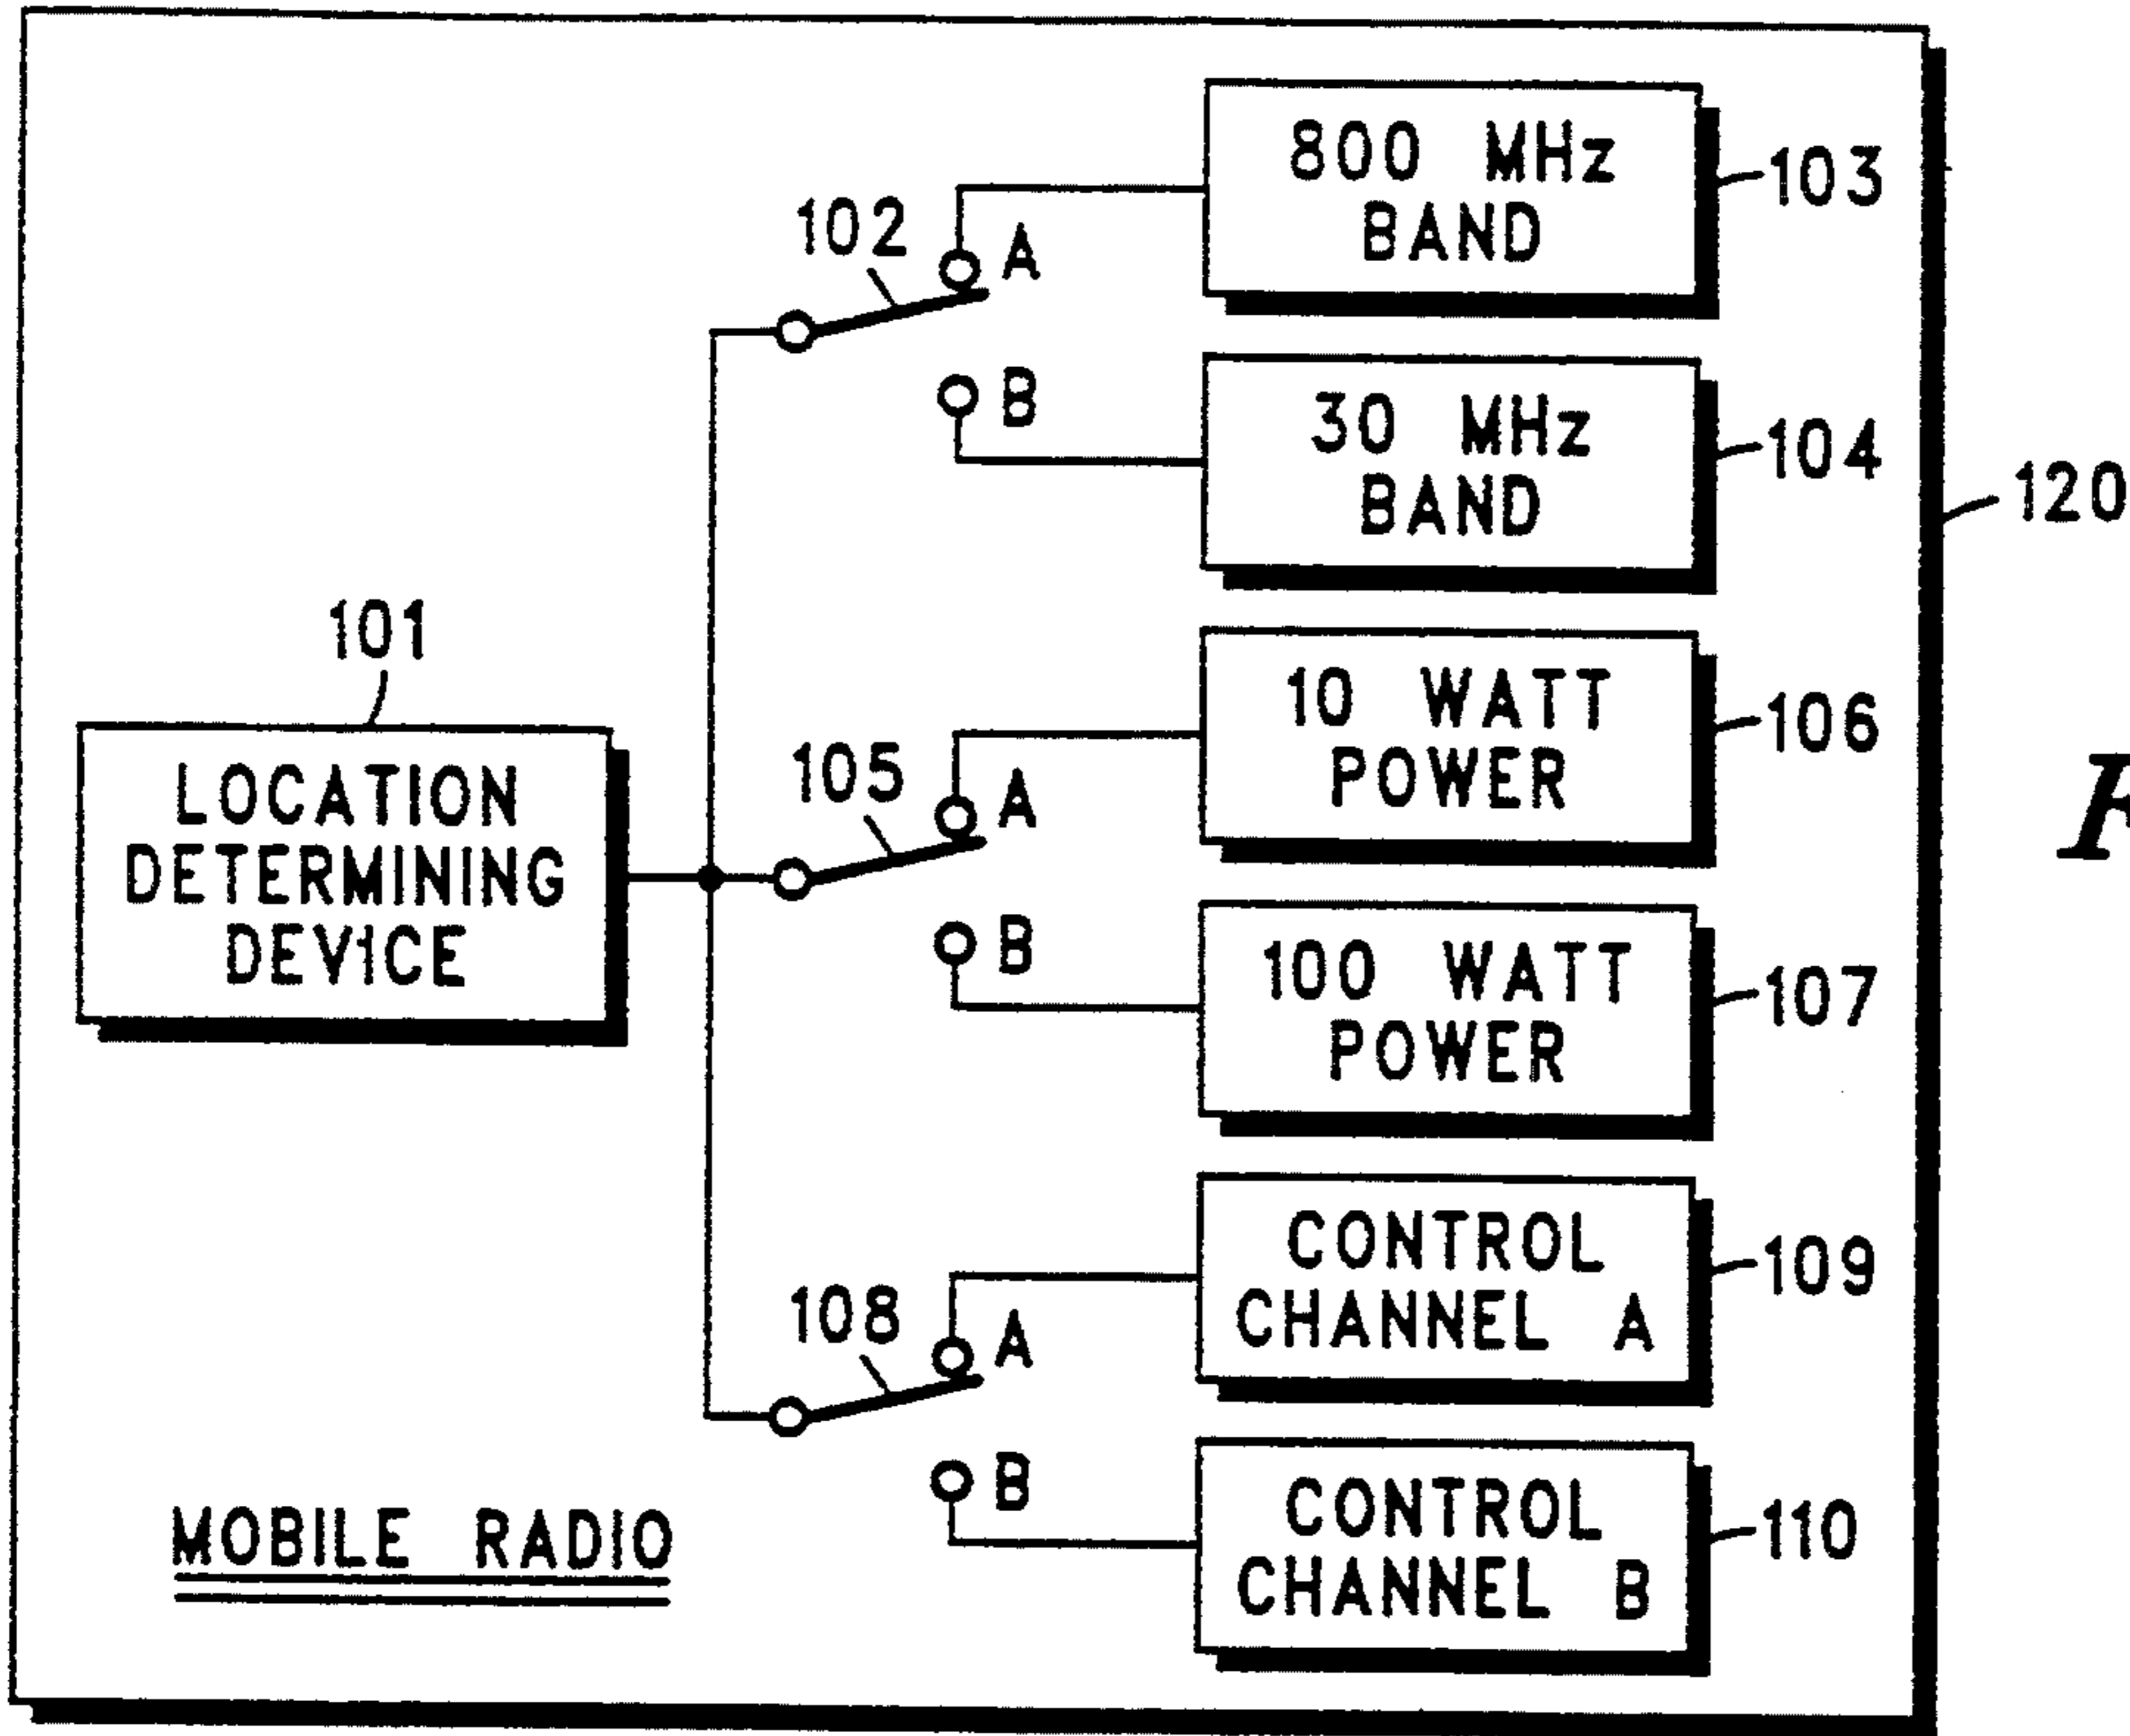 800 MHz
BAND
103
102
A
B
30 MHz
BAND
104
120
101
LOCATION
DETERMINING
DEVICE
10 WATT
POWER
106
105
A
B
100 WATT
POWER
107
CONTROL
CHANNEL A
109
108
A
B
CONTROL
CHANNEL B
110
MOBILE RADIO